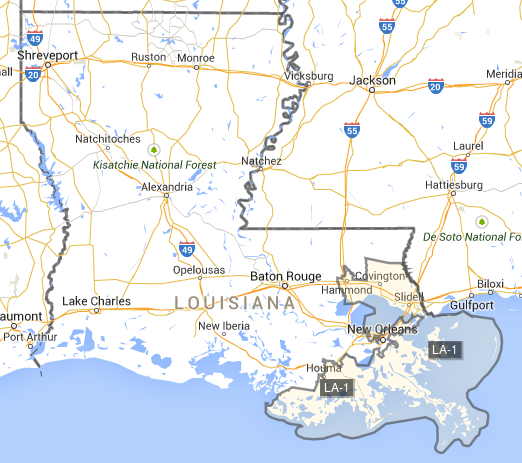 55
55
49
Shreveport
Ruston
Monroe
20
Vicksburg
Jackson
20
Meridia
59
55
Laurel
Natchitoches
Kisatchie National Forest
Natchez
59
Alexandria
Hattiesburg
De Soto National Fo
49
Opelousas
Baton Rouge
Covington
Hammond
Biloxi
Slidell
Gulfport
Lake Charles
LOUISIANA
aumont
New Iberia
New Orleans
Port Arthur
LA-1
Houma
LA-1